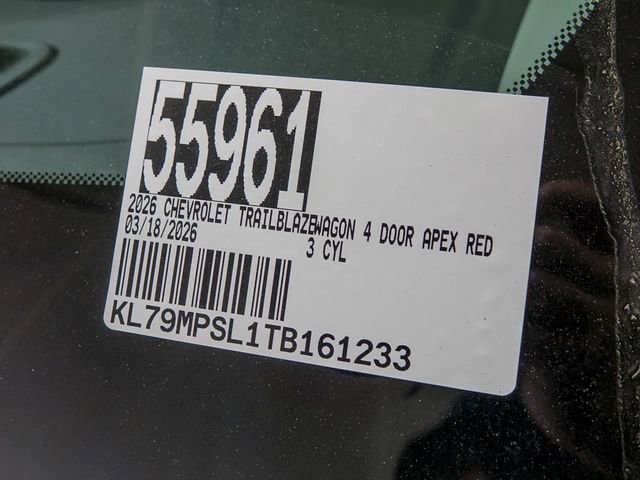 55961
2026 CHEVROLET TRAILBLAZEWAGON 4 DOOR APEX RED
03/18/2026 3 CYL
KL79MPSL1TB161233